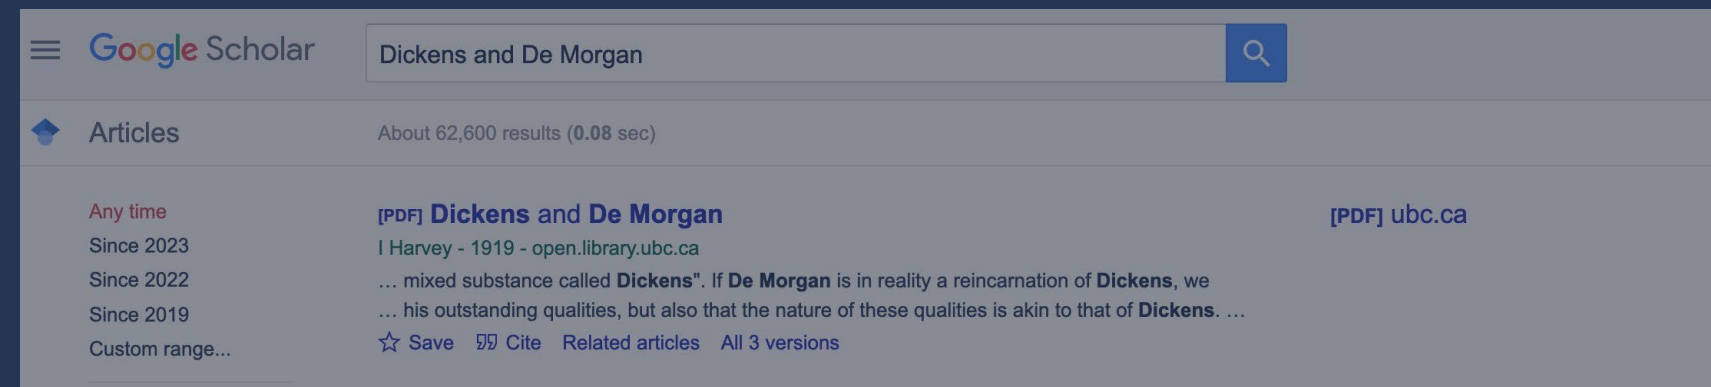 Google Scholar
Dickens and De Morgan
Articles
About 62,600 results (0.08 sec)
Any time
Since 2023
Since 2022
Since 2019
Custom range...
[PDF] Dickens and De Morgan
I Harvey - 1919 - open.library.ubc.ca
... mixed substance called Dickens". If De Morgan is in reality a reincarnation of Dickens, we
... his outstanding qualities, but also that the nature of these qualities is akin to that of Dickens. ...
Save Cite Related articles All 3 versions
[PDF] ubc.ca